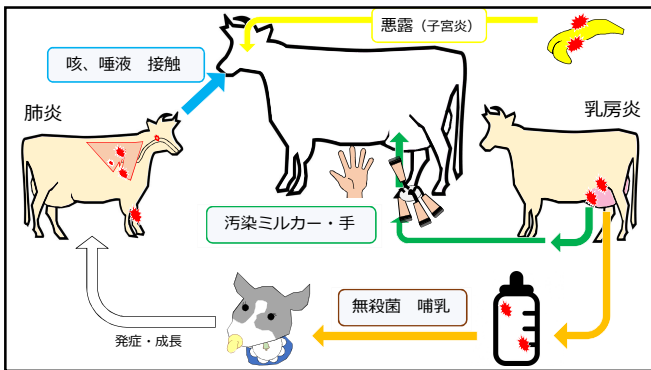 悪露（子宮炎）
咳、唾液　接触
肺炎
乳房炎
汚染ミルカー・手
無殺菌　哺乳
発症・成長